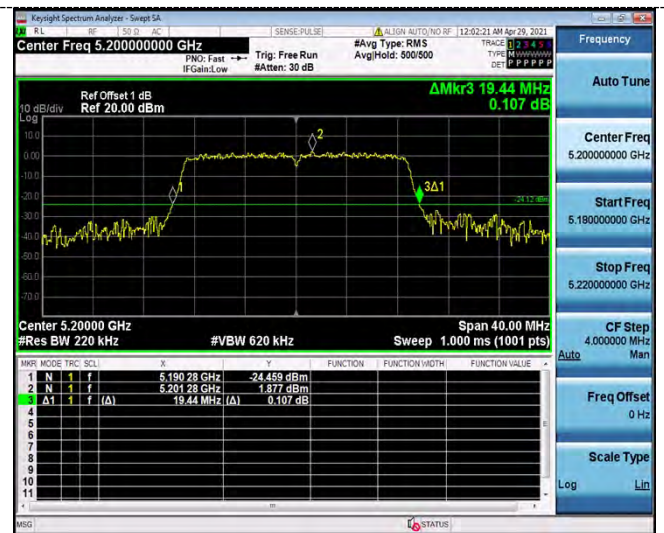 Keysight Spectrum Analyzer - Swept SA
RL RF 50 Ω AC SENSE:PULSE ALIGN AUTO/NO RF 12:02:21 AM Apr 29, 2021
Center Freq 5.200000000 GHz
PNO: Fast Trig: Free Run
IFGain:Low #Atten: 30 dB
#Avg Type: RMS
Avg|Hold: 500/500
TRACE 1 2 3 4 5 6
TYPE M WWWWW
DET P P P P P P
Ref Offset 1 dB
10 dB/div Ref 20.00 dBm
Log
ΔMkr3 19.44 MHz
0.107 dB
10.0
0.00
-10.0
-20.0
-30.0
-40.0
-50.0
-60.0
-70.0
1
2
3Δ1
-24.12 dBm
Center 5.20000 GHz Span 40.00 MHz
#Res BW 220 kHz #VBW 620 kHz Sweep 1.000 ms (1001 pts)
MKR MODE TRC SCL X Y FUNCTION FUNCTION WIDTH FUNCTION VALUE
1 N 1 f 5.190 28 GHz -24.459 dBm
2 N 1 f 5.201 28 GHz 1.877 dBm
3 Δ1 1 f (Δ) 19.44 MHz (Δ) 0.107 dB
4
5
6
7
8
9
10
11
MSG STATUS
Frequency
Auto Tune
Center Freq
5.200000000 GHz
Start Freq
5.180000000 GHz
Stop Freq
5.220000000 GHz
CF Step
4.000000 MHz
Auto Man
Freq Offset
0 Hz
Scale Type
Log Lin